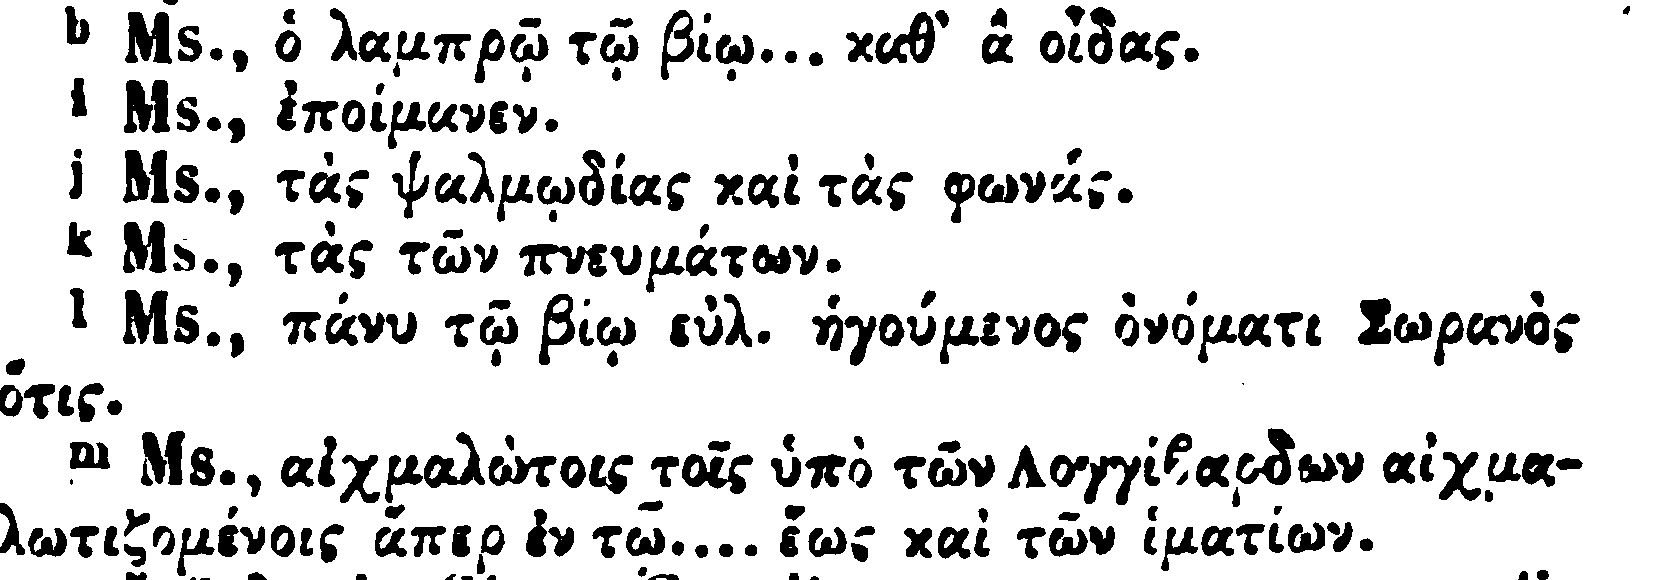 b Ms., ὁ λαμπρῷ τῷ βίῳ... καθ' ἃ οἶδας.
i Ms., ἐποίμανεν.
j Ms., τὰς ψαλμῳδίας καὶ τὰς φωνάς.
k Ms., τὰς τῶν πνευμάτων.
l Ms., πάνυ τῷ βίῳ εὐλ. ἡγούμενος ὀνόματι Σωρανὸς
ὅτις.
m Ms., αἰχμαλώτοις τοῖς ὑπὸ τῶν Λογγιβαρδων αἰχμα-
λωτιζομένοις ἅπερ ἐν τῶ.... ἕως καὶ τῶν ἱματίων.